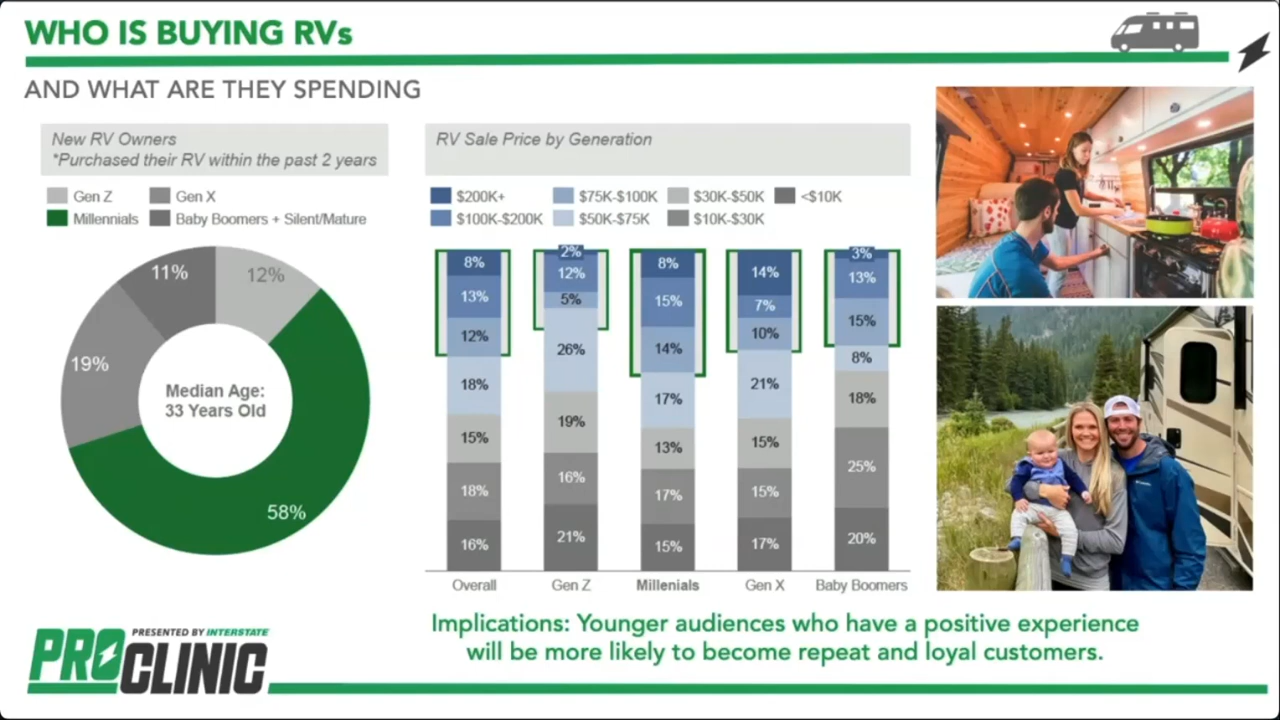 WHO IS BUYING RVs
AND WHAT ARE THEY SPENDING
New RV Owners
*Purchased their RV within the past 2 years
Gen Z
Gen X
Millennials
Baby Boomers + Silent/Mature
11%
12%
19%
58%
Median Age:
33 Years Old
RV Sale Price by Generation
$200K+
$75K-$100K
$30K-$50K
<$10K
$100K-$200K
$50K-$75K
$10K-$30K
8%
13%
12%
18%
15%
18%
16%
Overall
2%
12%
5%
26%
19%
16%
21%
Gen Z
8%
15%
14%
17%
13%
17%
15%
Millenials
14%
7%
10%
21%
15%
15%
17%
Gen X
3%
13%
15%
8%
18%
25%
20%
Baby Boomers
Implications: Younger audiences who have a positive experience
will be more likely to become repeat and loyal customers.
PRESENTED BY INTERSTATE
PRO
CLINIC